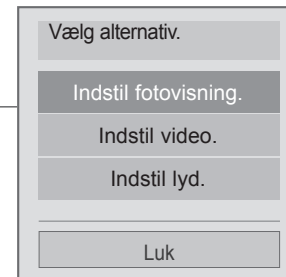 Vælg alternativ.
Indstil fotovisning.
Indstil video.
Indstil lyd.
Luk